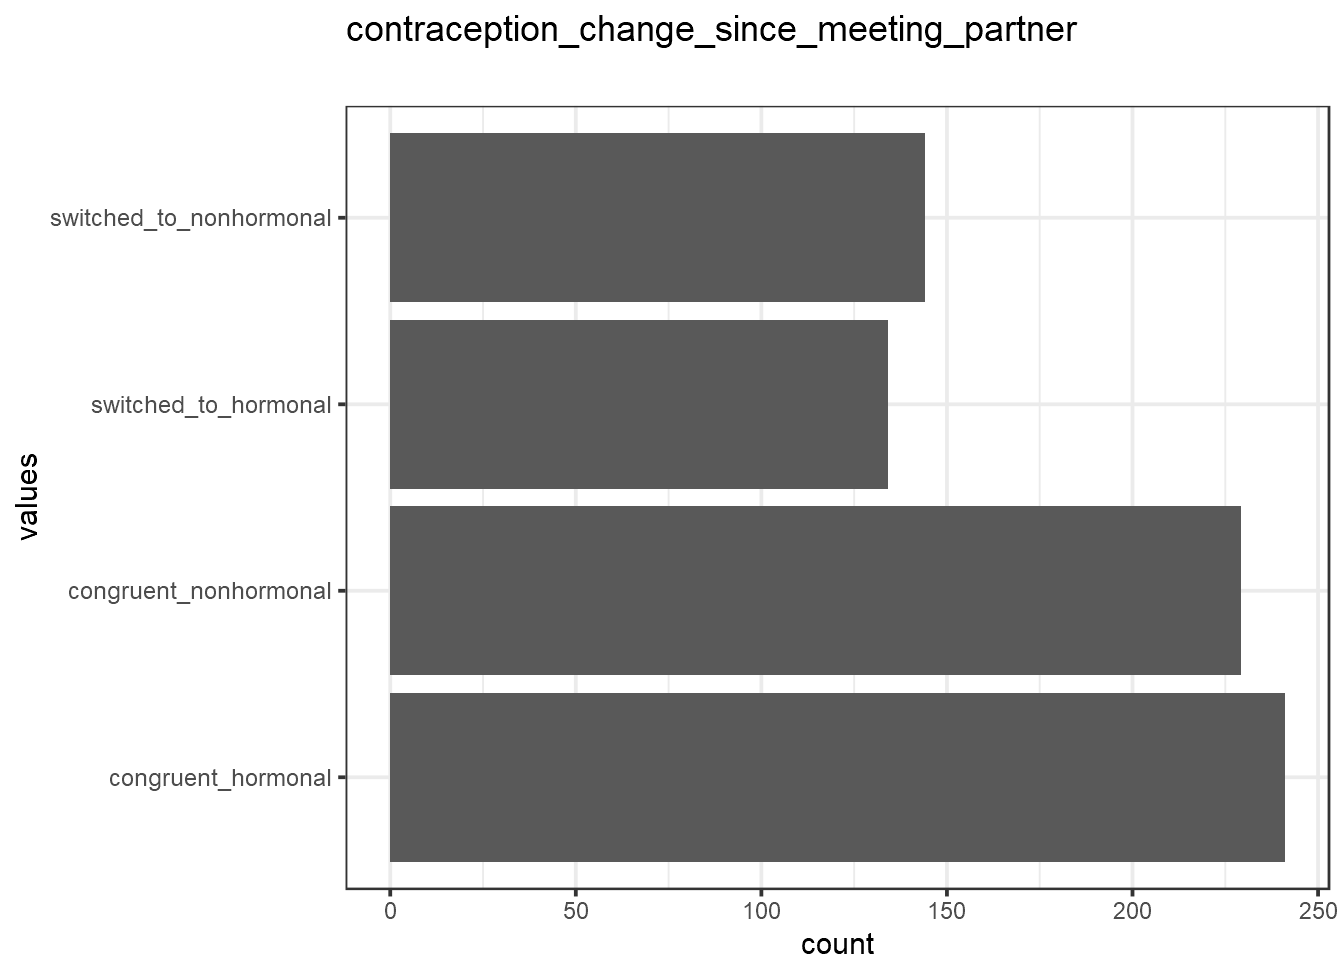 contraception_change_since_meeting_partner
switched_to_nonhormonal
switched_to_hormonal
values
congruent_nonhormonal
congruent_hormonal
0 50 100 150 200 250
count